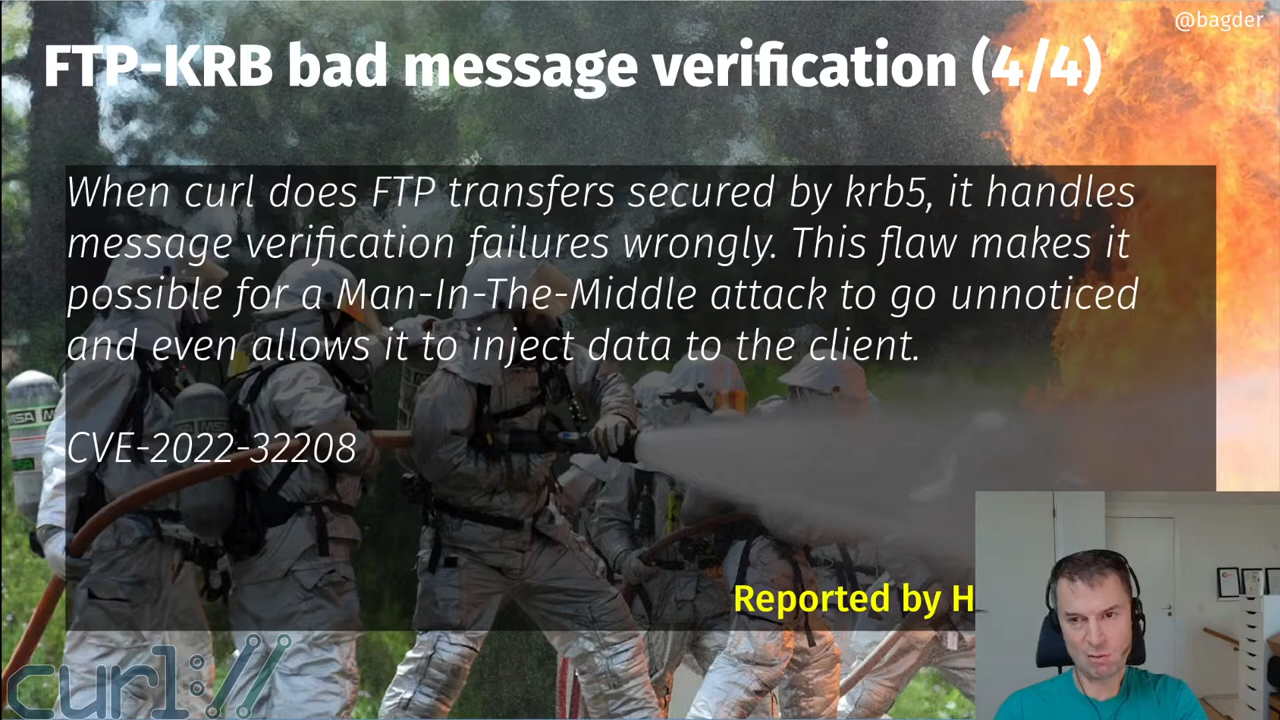 @bagder
FTP-KRB bad message verification (4/4)
When curl does FTP transfers secured by krb5, it handles
message verification failures wrongly. This flaw makes it
possible for a Man-In-The-Middle attack to go unnoticed
and even allows it to inject data to the client.
MSA
CVE-2022-32208
Reported by H
curl://